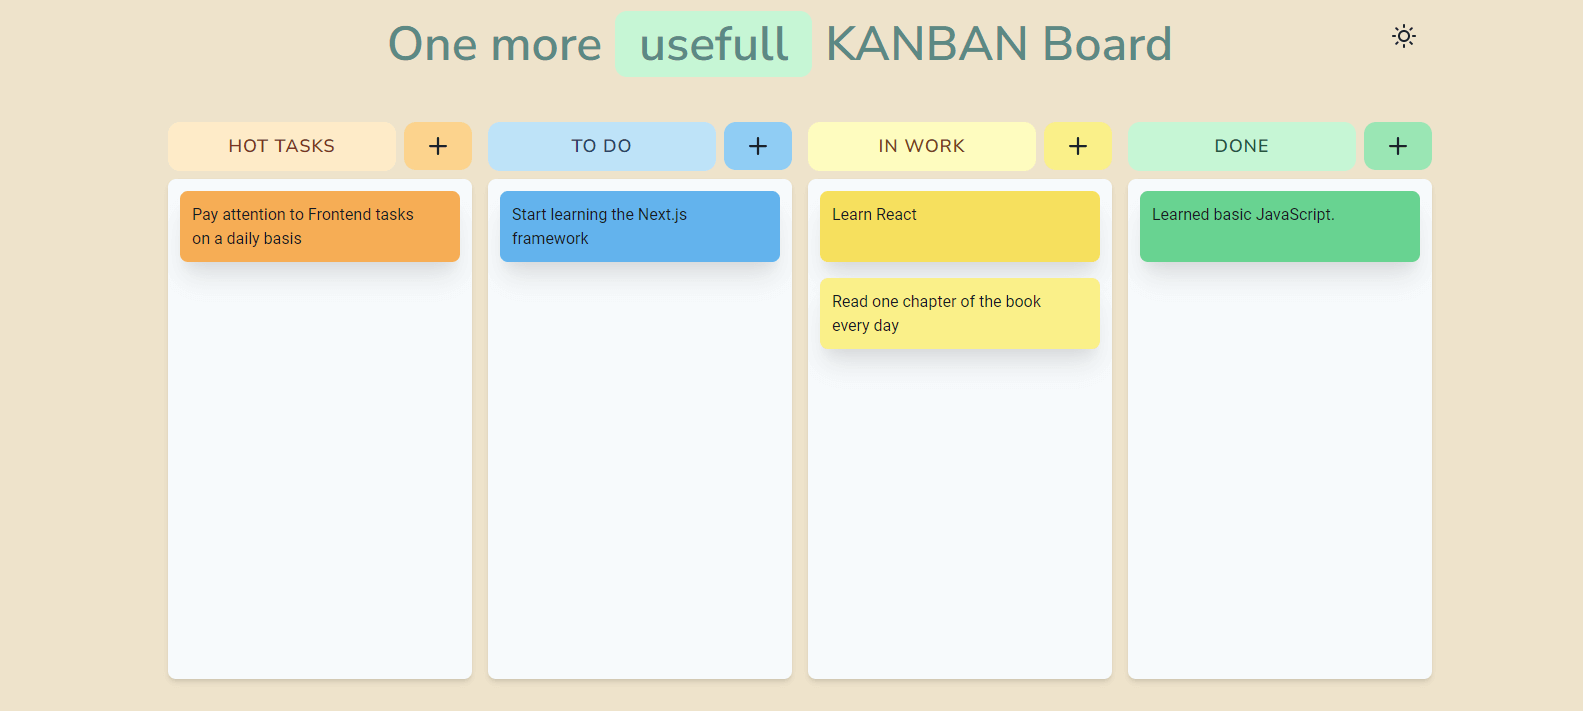 One more usefull KANBAN Board
HOT TASKS
Pay attention to Frontend tasks
on a daily basis
TO DO
Start learning the Next.js
framework
IN WORK
Learn React
Read one chapter of the book
every day
DONE
Learned basic JavaScript.